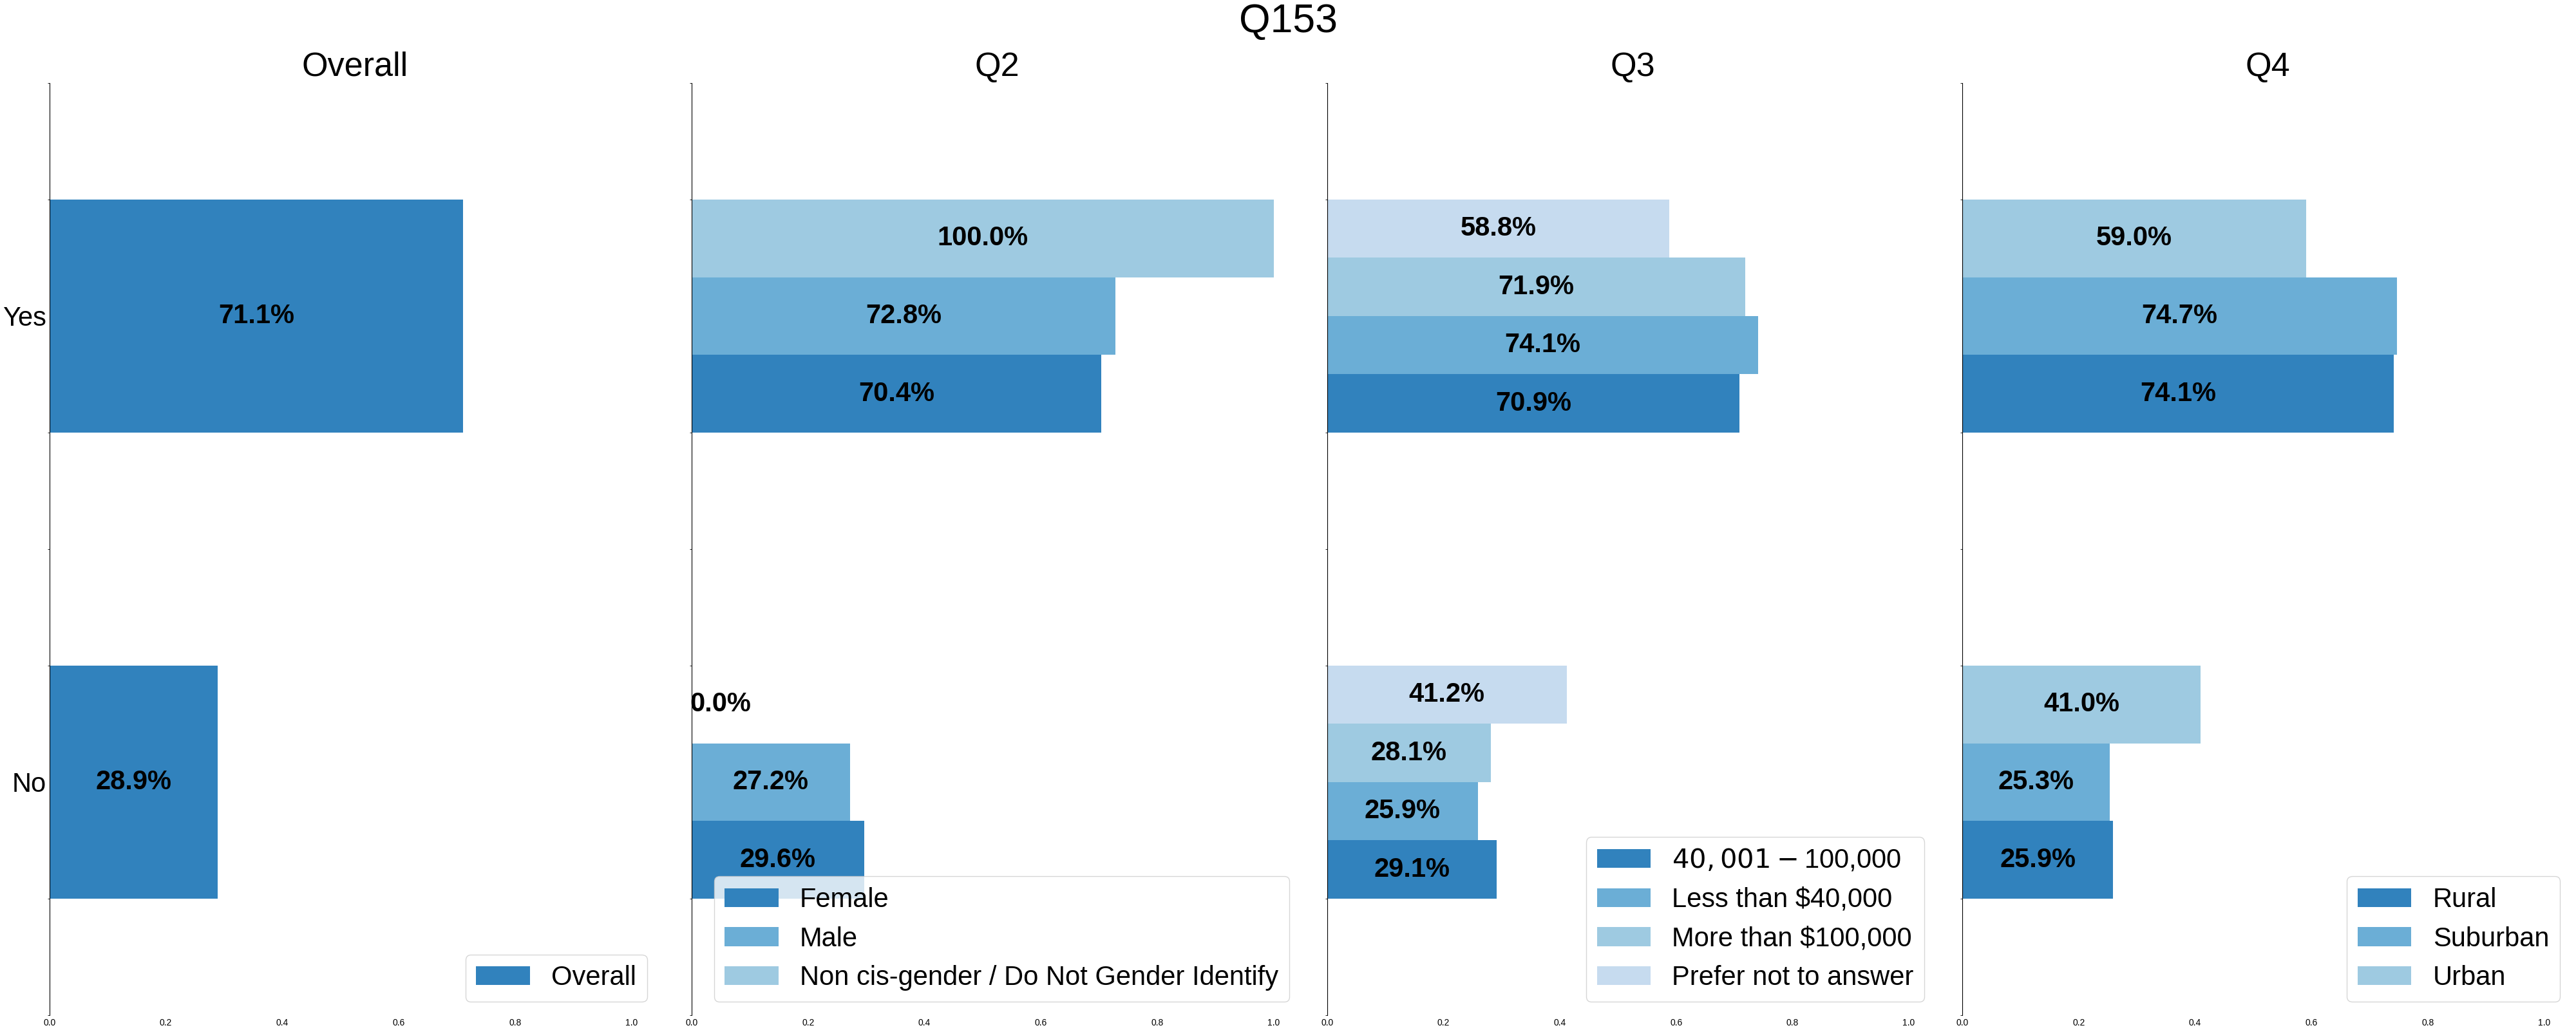 Q153
Overall
Yes
71.1%
No
28.9%
Overall
0.0 0.2 0.4 0.6 0.8 1.0
Q2
100.0%
72.8%
70.4%
0.0%
27.2%
29.6%
Female
Male
Non cis-gender / Do Not Gender Identify
0.0 0.2 0.4 0.6 0.8 1.0
Q3
58.8%
71.9%
74.1%
70.9%
41.2%
28.1%
25.9%
29.1%
40,001 − 100,000
Less than $40,000
More than $100,000
Prefer not to answer
0.0 0.2 0.4 0.6 0.8 1.0
Q4
59.0%
74.7%
74.1%
41.0%
25.3%
25.9%
Rural
Suburban
Urban
0.0 0.2 0.4 0.6 0.8 1.0